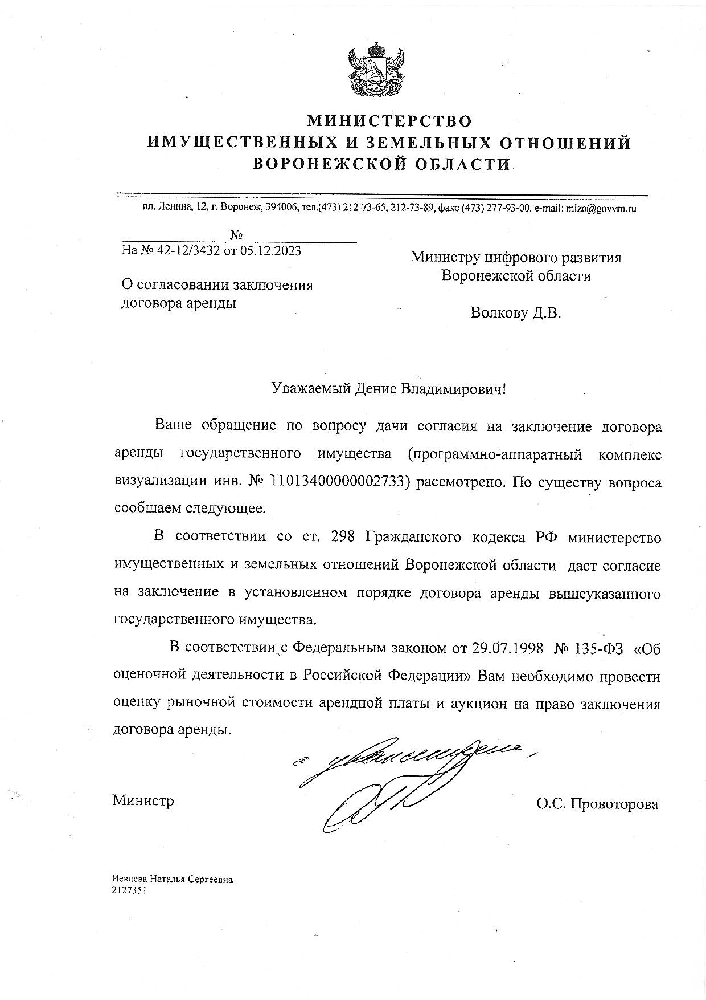 МИНИСТЕРСТВО
ИМУЩЕСТВЕННЫХ И ЗЕМЕЛЬНЫХ ОТНОШЕНИЙ
ВОРОНЕЖСКОЙ ОБЛАСТИ
пл. Ленина, 12, г. Воронеж, 394006, тел.(473) 212-73-65, 212-73-89, факс (473) 277-93-00, e-mail: mizo@govvrn.ru
№
На № 42-12/3432 от 05.12.2023
Министру цифрового развития
Воронежской области
Волкову Д.В.
О согласовании заключения
договора аренды
Уважаемый Денис Владимирович!
Ваше обращение по вопросу дачи согласия на заключение договора
аренды государственного имущества (программно-аппаратный комплекс
визуализации инв. № 11013400000002733) рассмотрено. По существу вопроса
сообщаем следующее.
В соответствии со ст. 298 Гражданского кодекса РФ министерство
имущественных и земельных отношений Воронежской области дает согласие
на заключение в установленном порядке договора аренды вышеуказанного
государственного имущества.
В соответствии с Федеральным законом от 29.07.1998 № 135-ФЗ «Об
оценочной деятельности в Российской Федерации» Вам необходимо провести
оценку рыночной стоимости арендной платы и аукцион на право заключения
договора аренды.
с уважением,
Министр
О.С. Провоторова
Иевлева Наталья Сергеевна
2127351